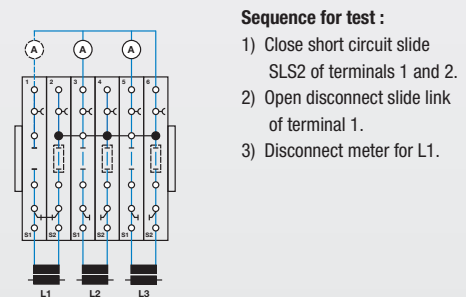 Sequence for test :
1) Close short circuit slide
SLS2 of terminals 1 and 2.
2) Open disconnect slide link
of terminal 1.
3) Disconnect meter for L1.
A A A
1 2 3 4 5 6
S1 S2 S1 S2 S1 S2
L1 L2 L3